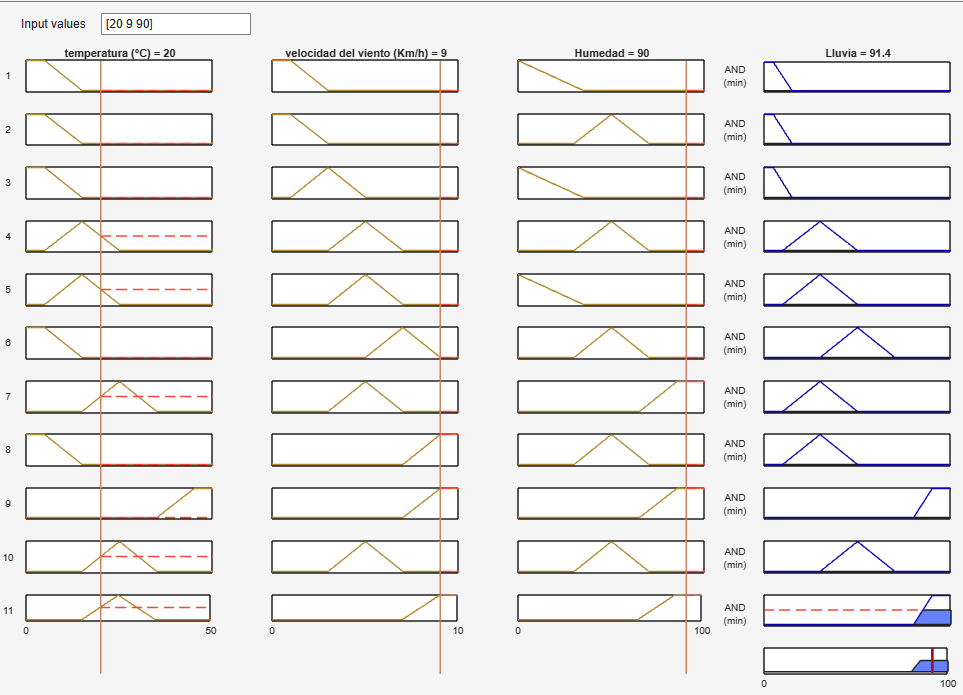 Input values [20 9 90]
temperatura (°C) = 20 velocidad del viento (Km/h) = 9 Humedad = 90 Lluvia = 91.4
1 AND
(min)
2 AND
(min)
3 AND
(min)
4 AND
(min)
5 AND
(min)
6 AND
(min)
7 AND
(min)
8 AND
(min)
9 AND
(min)
10 AND
(min)
11 AND
(min)
0 50 0 10 0 100
0 100